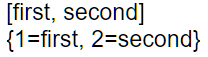 [first, second]
{1=first, 2=second}